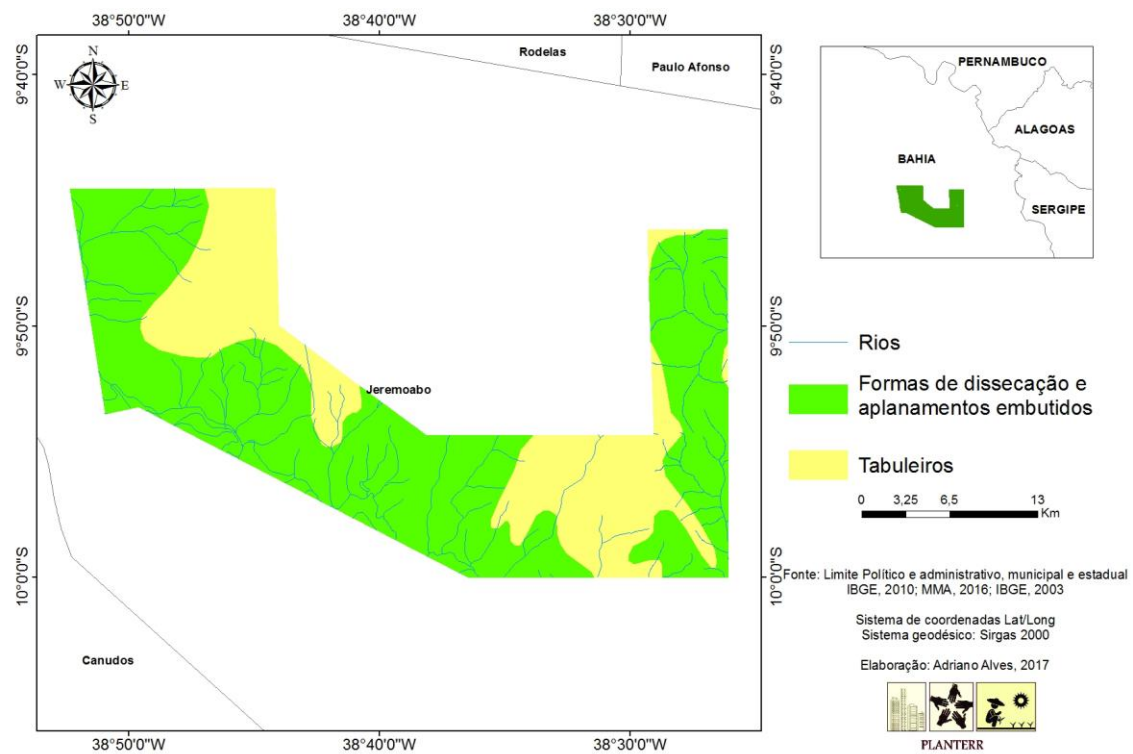 38°50'0"W
38°40'0"W
38°30'0"W
9°40'0"S
9°50'0"S
10°0'0"S
N
W
E
S
Rodelas
Paulo Afonso
Jeremoabo
Canudos
9°40'0"S
9°50'0"S
10°0'0"S
38°50'0"W
38°40'0"W
38°30'0"W
PERNAMBUCO
ALAGOAS
BAHIA
SERGIPE
Rios
Formas de dissecação e
aplanamentos embutidos
Tabuleiros
0 3,25 6,5 13
Km
Fonte: Limite Político e administrativo, municipal e estadual
IBGE, 2010; MMA, 2016; IBGE, 2003
Sistema de coordenadas Lat/Long
Sistema geodésico: Sirgas 2000
Elaboração: Adriano Alves, 2017
PLANTERR